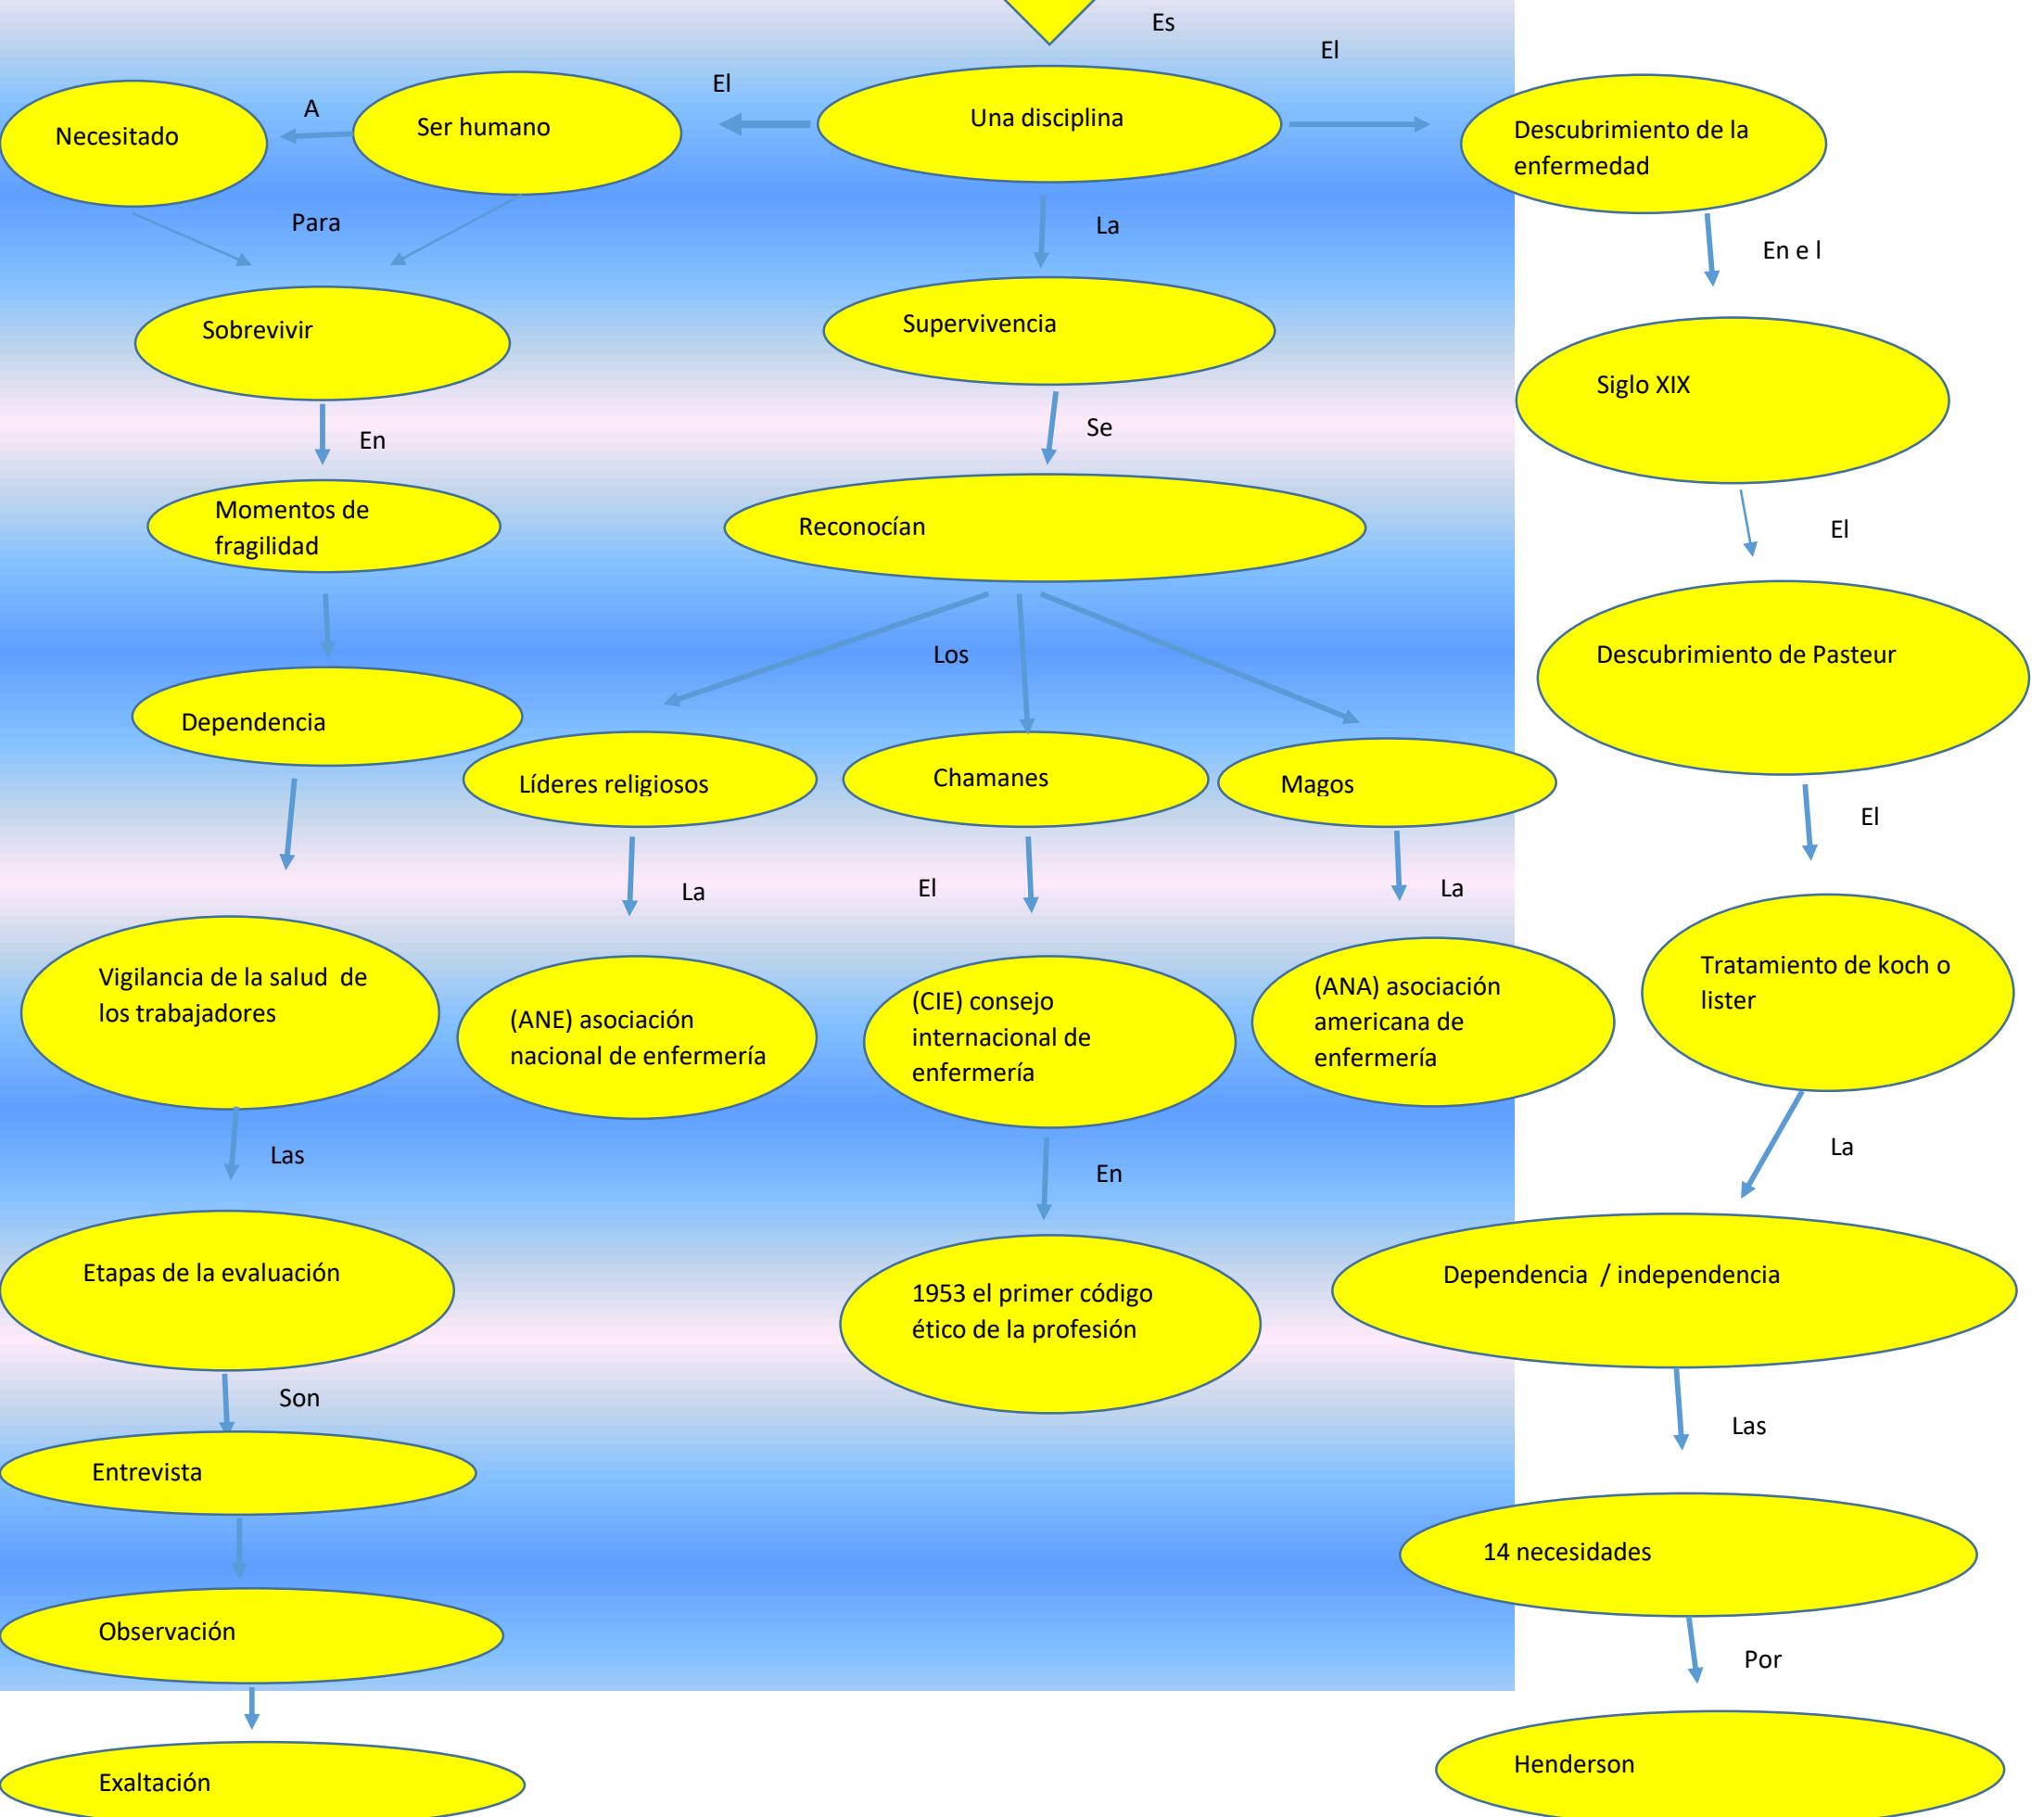 Es
El
El
A
Una disciplina
Ser humano
Necesitado
Descubrimiento de la
enfermedad
Para
La
En e l
Sobrevivir
Supervivencia
Siglo XIX
En
Se
Momentos de
fragilidad
Reconocían
El
Los
Descubrimiento de Pasteur
Dependencia
Líderes religiosos
Chamanes
Magos
El
La
El
La
Vigilancia de la salud  de
los trabajadores
(ANE) asociación
nacional de enfermería
(CIE) consejo
internacional de
enfermería
(ANA) asociación
americana de
enfermería
Tratamiento de koch o
lister
Las
En
La
Etapas de la evaluación
1953 el primer código
ético de la profesión
Dependencia  / independencia
Son
Las
Entrevista
14 necesidades
Observación
Por
Exaltación
Henderson